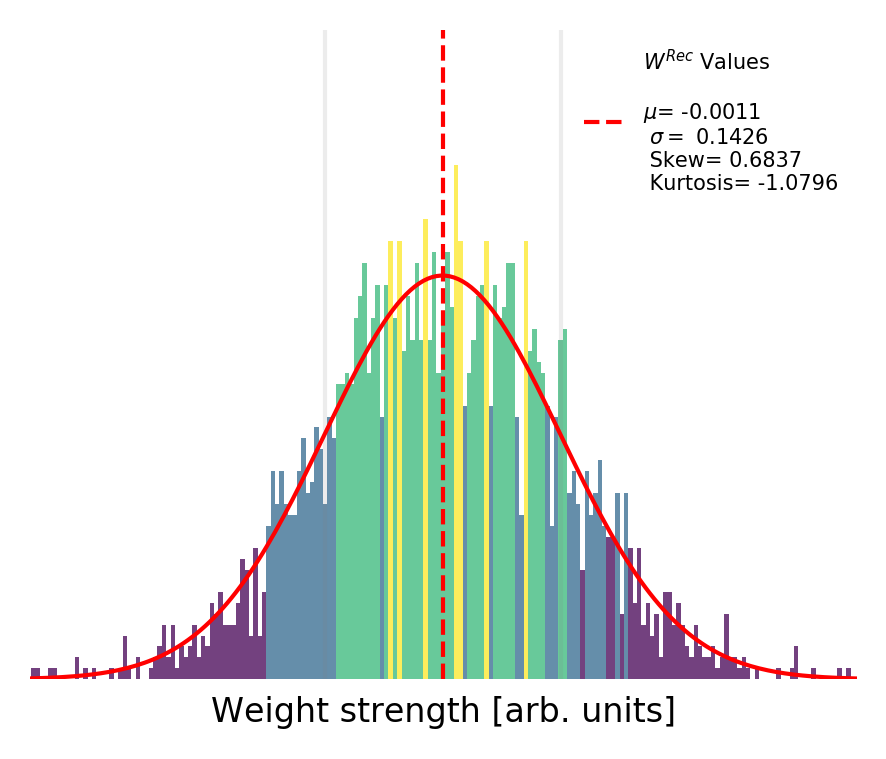 W^{Rec} Values
μ= -0.0011
σ = 0.1426
Skew= 0.6837
Kurtosis= -1.0796
Weight strength [arb. units]